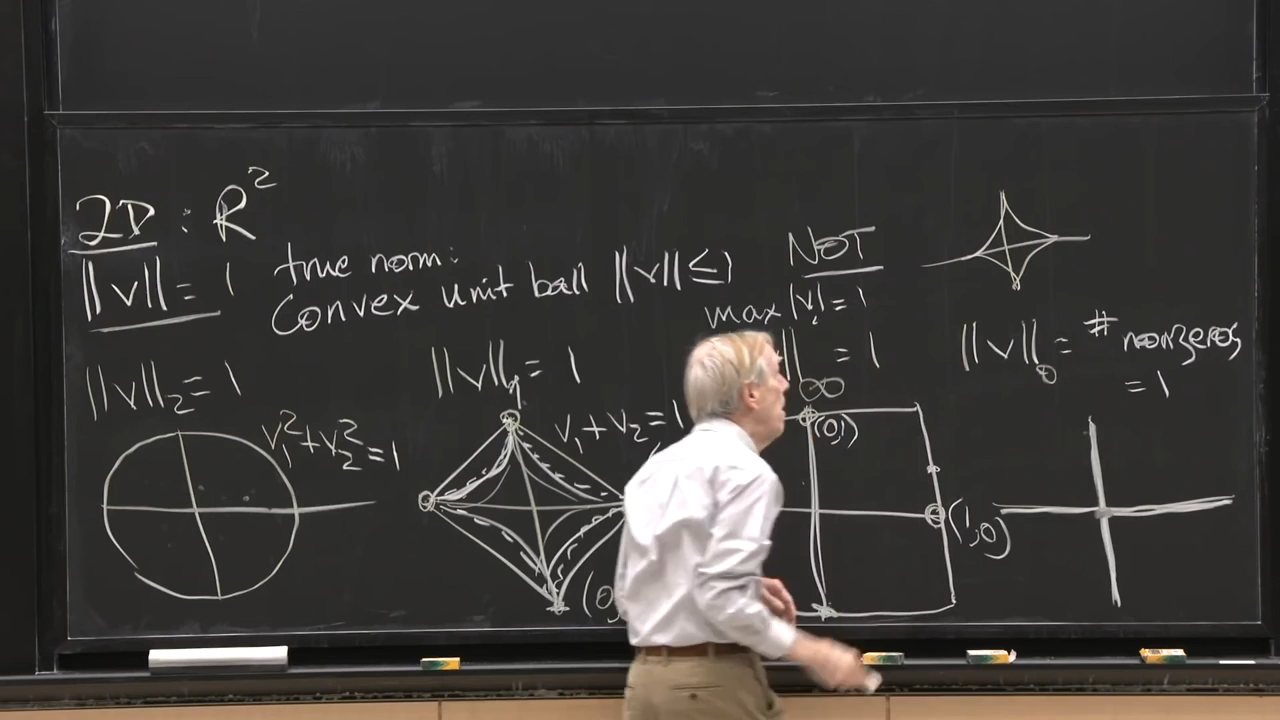 2D : R²
||v|| = 1
true norm:
Convex unit ball ||v|| ≤ 1
NOT
||v||₂ = 1
v₁² + v₂² = 1
||v||₁ = 1
v₁ + v₂ = 1
(0,
max |vᵢ| = 1
|| ∞ = 1
(0,1)
(1,0)
||v||₀ = # nonzeros
= 1